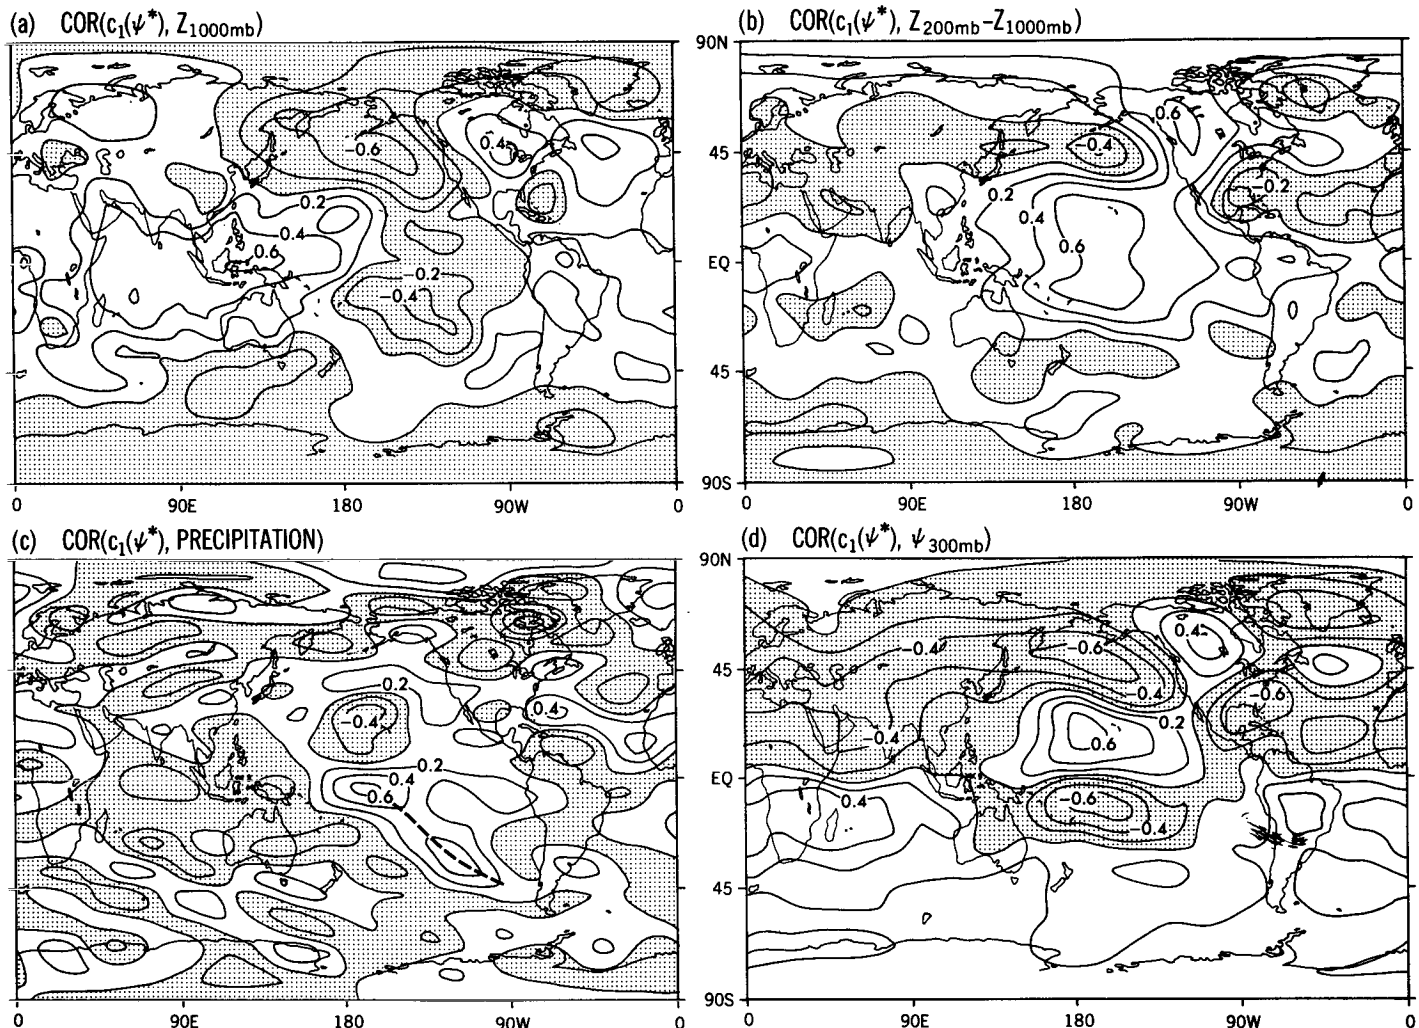 (a) COR(c₁(ψ*), Z₁₀₀₀mb)
−0.6
0.4
0.2
0.4
0.6
−0.2
−0.4
0
90E
180
90W
0
(b) COR(c₁(ψ*), Z₂₀₀mb−Z₁₀₀₀mb)
90N
45
EQ
45
90S
0.6
−0.4
−0.2
0.2
0.4
0.6
0
90E
180
90W
0
(c) COR(c₁(ψ*), PRECIPITATION)
−0.2
−0.4
0.4
0.2
0.4
0.6
0
90E
180
90W
0
(d) COR(c₁(ψ*), ψ₃₀₀mb)
90N
45
EQ
45
90S
0.4
−0.4
−0.6
−0.4
−0.6
0.2
−0.4
0.6
0.4
−0.6
−0.4
0
90E
180
90W
0